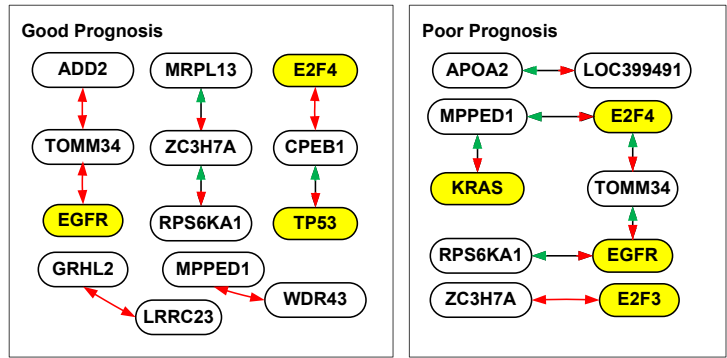 Good Prognosis
ADD2
MRPL13
E2F4
TOMM34
ZC3H7A
CPEB1
EGFR
RPS6KA1
TP53
GRHL2
MPPED1
LRRC23
WDR43
Poor Prognosis
APOA2
LOC399491
MPPED1
E2F4
KRAS
TOMM34
RPS6KA1
EGFR
ZC3H7A
E2F3